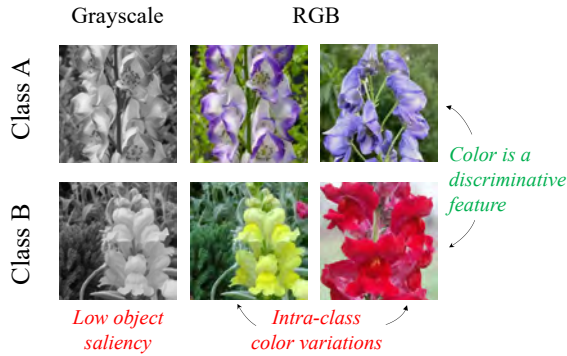 Grayscale
RGB
Class A
Color is a
discriminative
feature
Class B
Low object
saliency
Intra-class
color variations